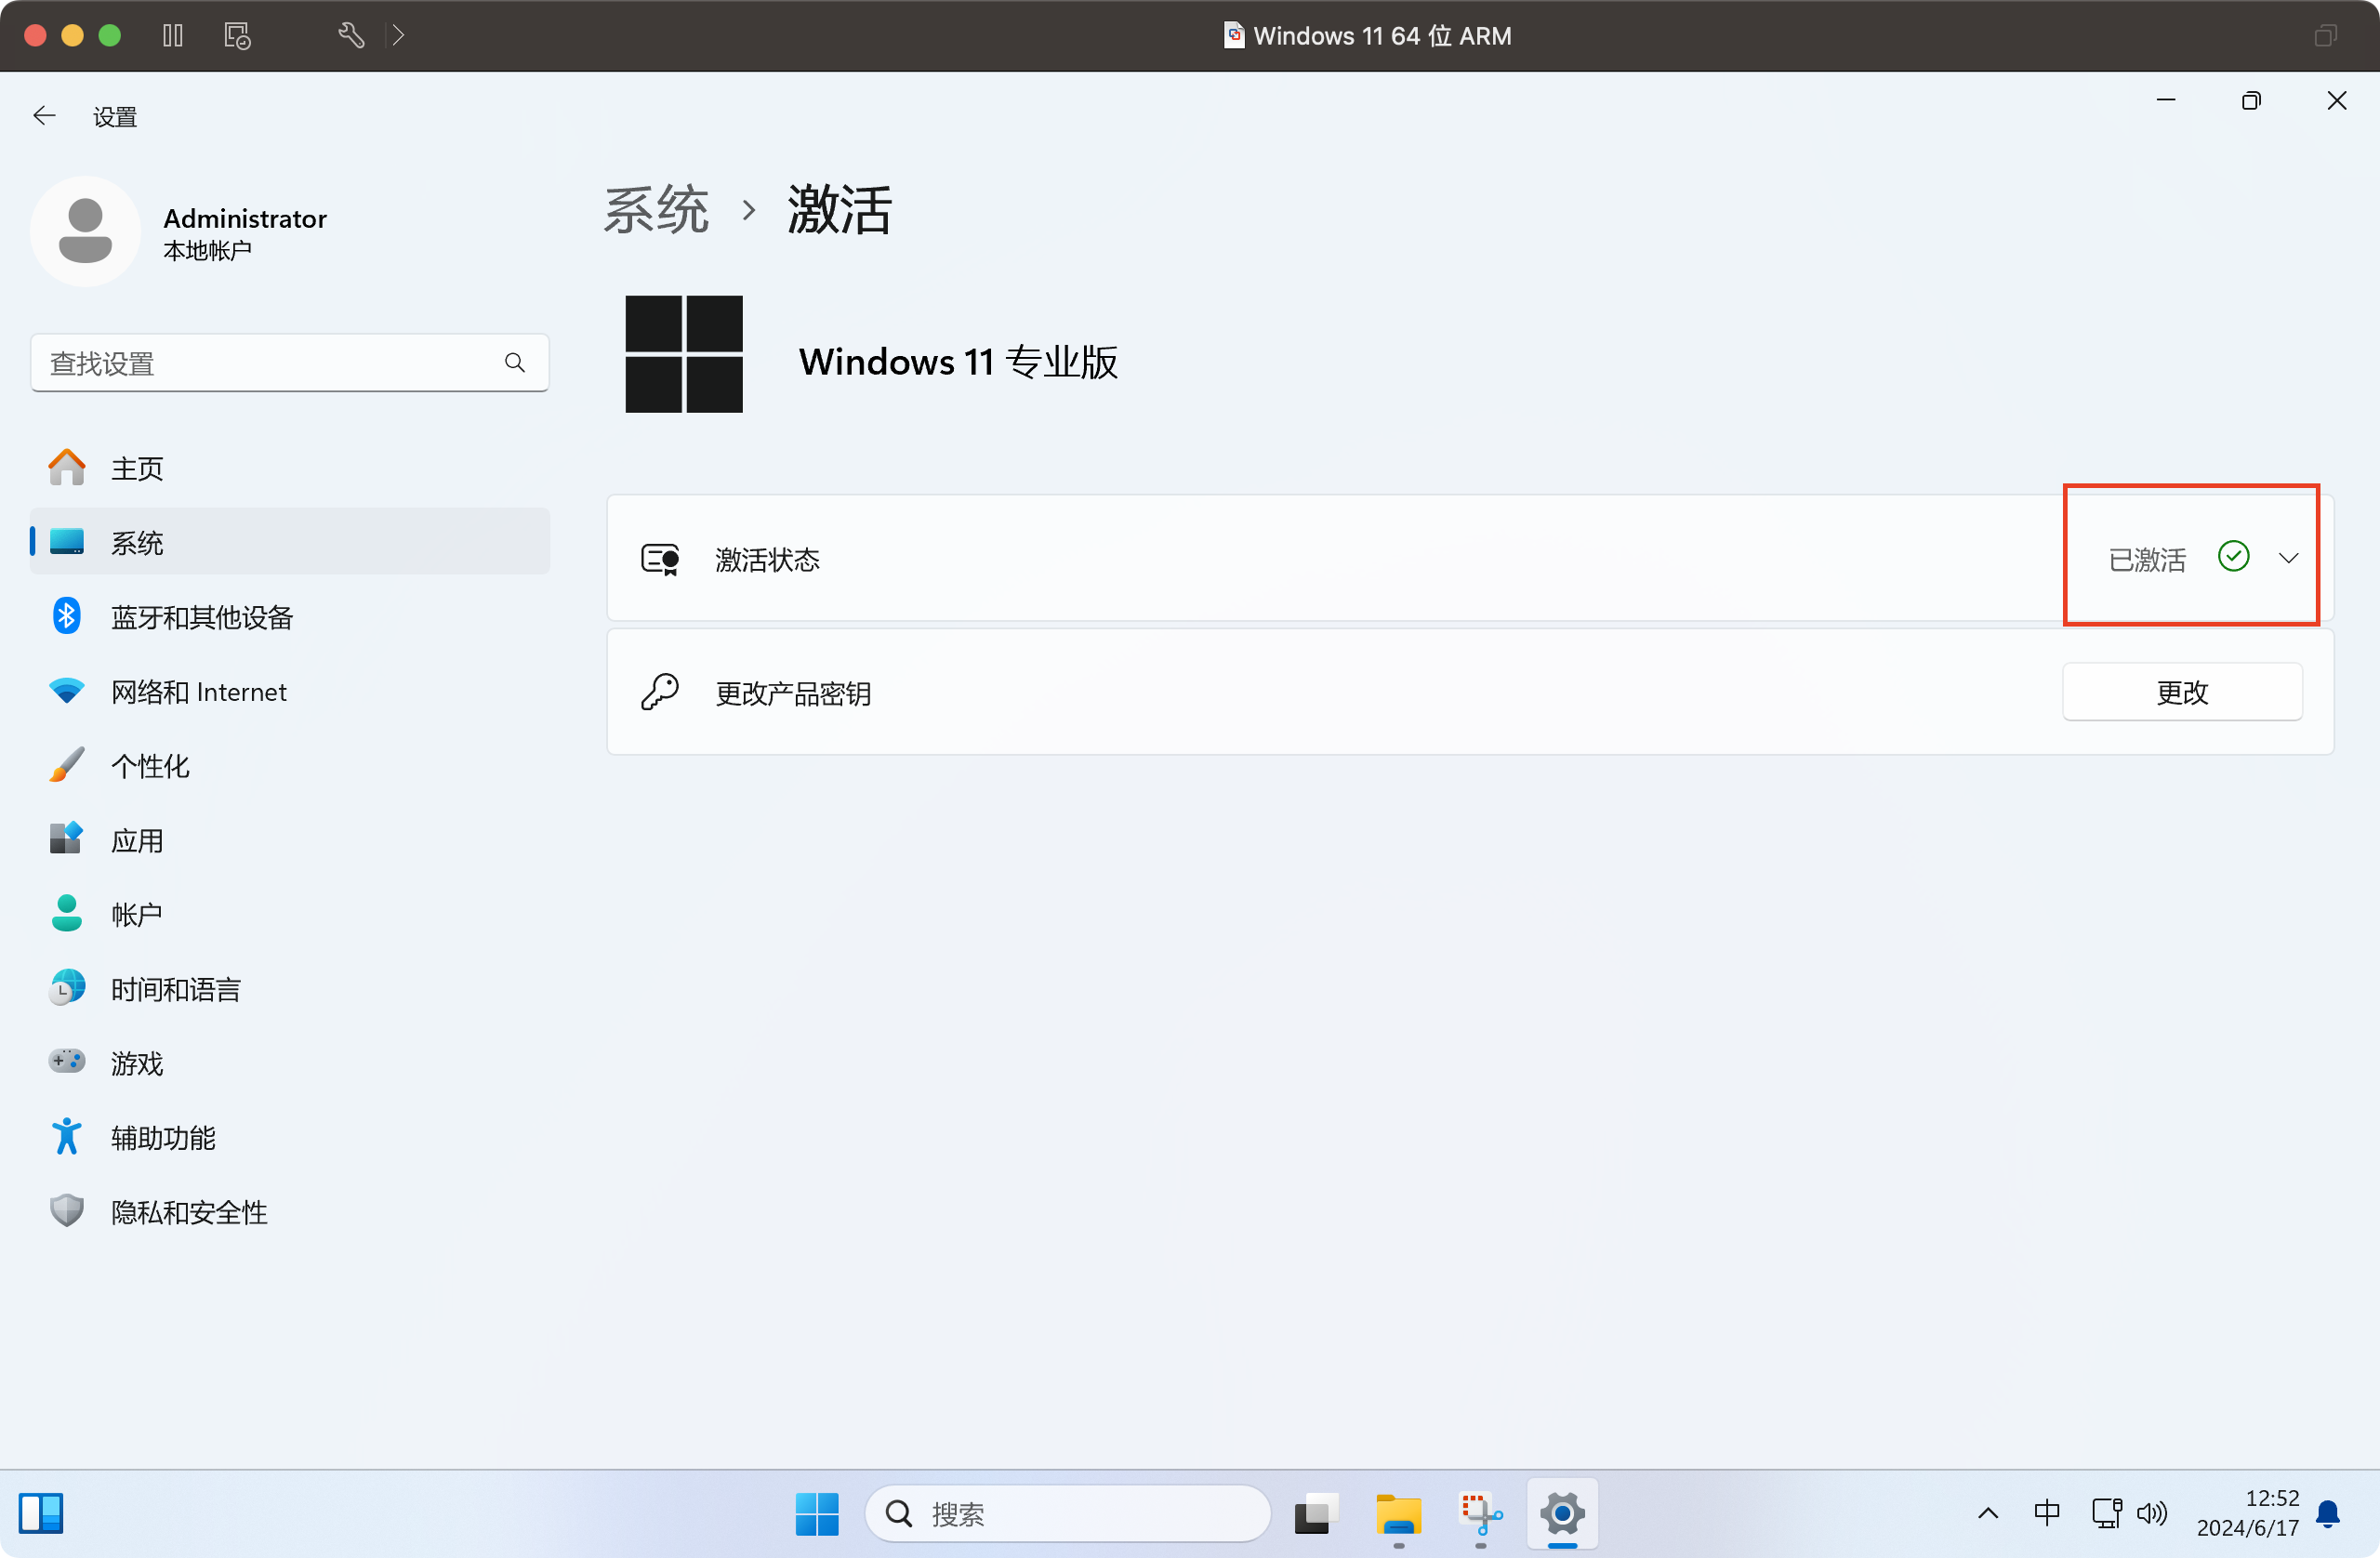 Windows 11 64 位 ARM
设置
Administrator
本地帐户
查找设置
主页
系统
蓝牙和其他设备
网络和 Internet
个性化
应用
帐户
时间和语言
游戏
辅助功能
隐私和安全性
系统 › 激活
Windows 11 专业版
激活状态
已激活
更改产品密钥
更改
搜索
中
12:52
2024/6/17